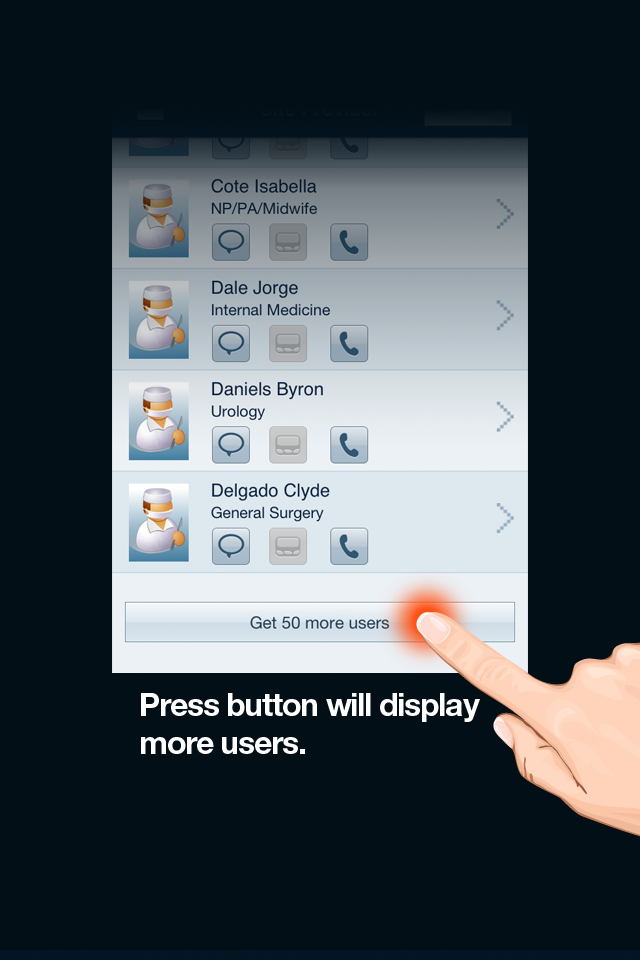 Cote Isabella
NP/PA/Midwife
Dale Jorge
Internal Medicine
Daniels Byron
Urology
Delgado Clyde
General Surgery
Get 50 more users
Press button will display
more users.